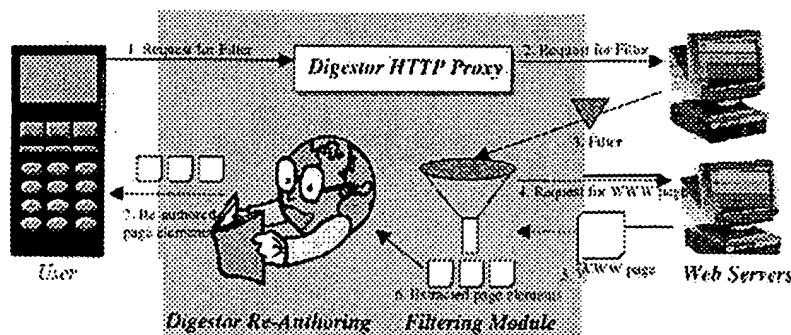 1. Request for Filter
Digestor HTTP Proxy
2. Request for Filter
3. Filter
4. Request for WWW page
5. WWW page
6. Extracted page elements
7. Re-authored
page elements
User
Web Servers
Digestor Re-Authoring
Filtering Module